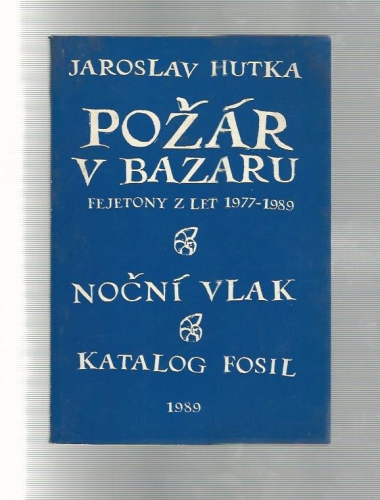 JAROSLAV HUTKA
POŽÁR
V BAZARU
FEJETONY Z LET 1977-1989
NOČNÍ VLAK
KATALOG FOSIL
1989